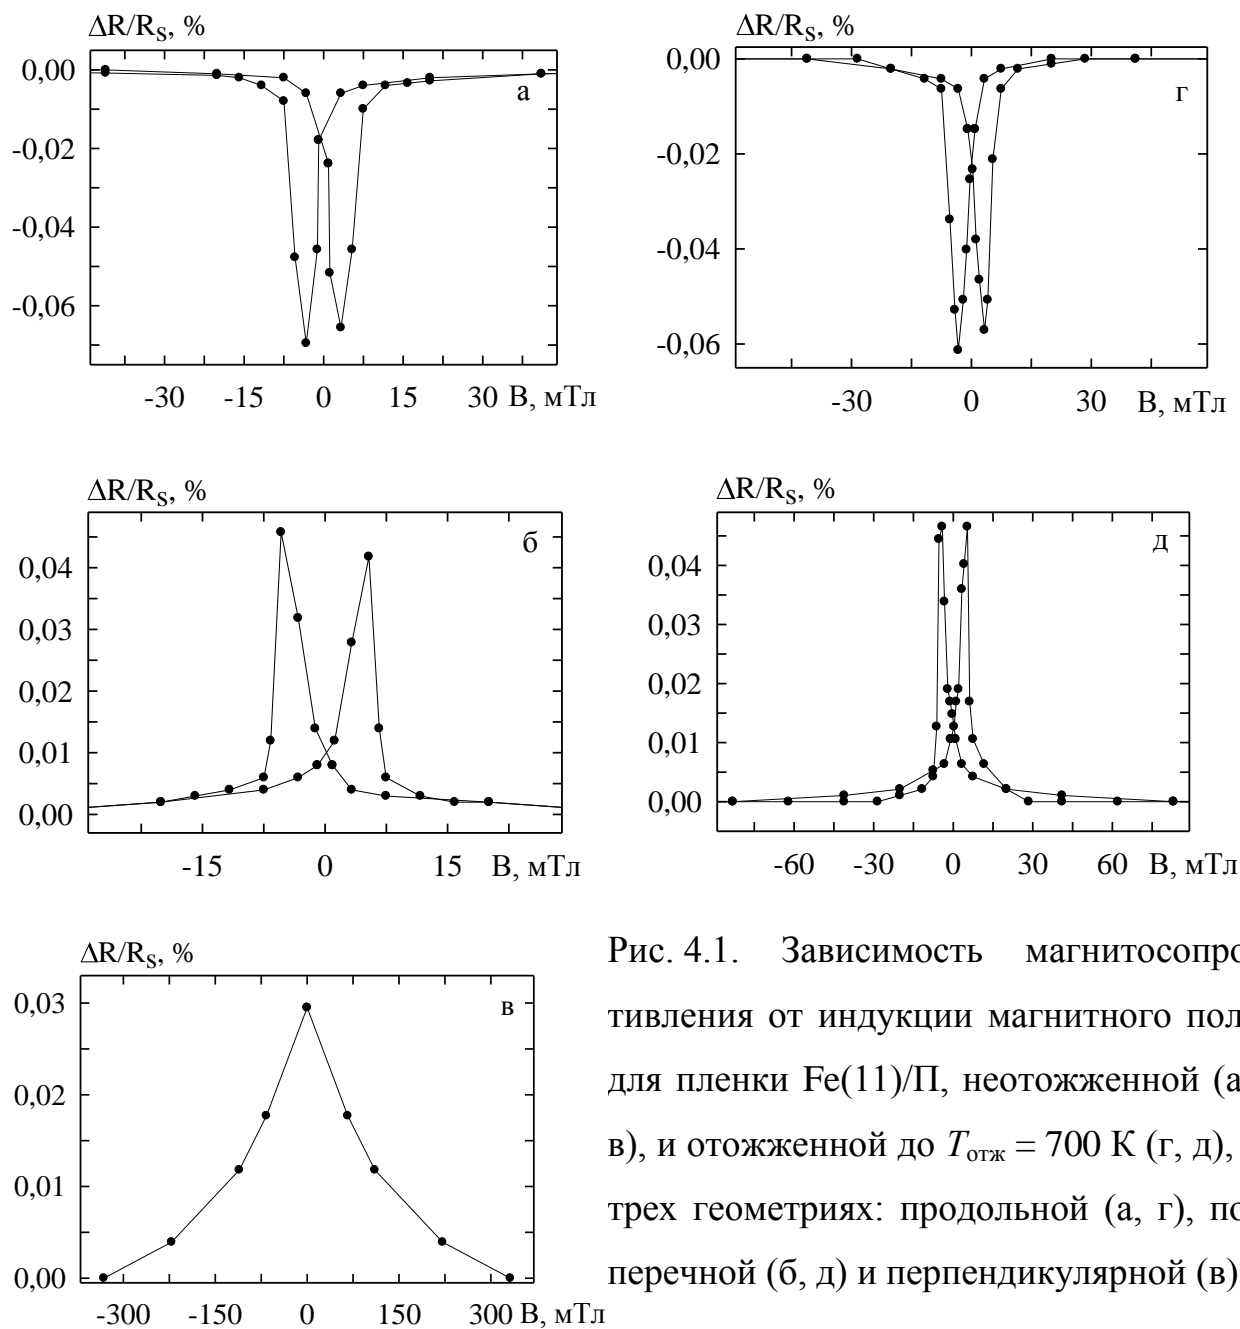 ΔR/R_S, %
0,00
-0,02
-0,04
-0,06
а
-30 -15 0 15 30 В, мТл
ΔR/R_S, %
0,00
-0,02
-0,04
-0,06
г
-30 0 30 В, мТл
ΔR/R_S, %
0,04
0,03
0,02
0,01
0,00
б
-15 0 15 В, мТл
ΔR/R_S, %
0,04
0,03
0,02
0,01
0,00
д
-60 -30 0 30 60 В, мТл
ΔR/R_S, %
0,03
0,02
0,01
0,00
в
-300 -150 0 150 300 В, мТл
Рис. 4.1. Зависимость магнитосопро
тивления от индукции магнитного пол
для пленки Fe(11)/П, неотожженной (а
в), и отожженной до T_отж = 700 К (г, д),
трех геометриях: продольной (а, г), по
перечной (б, д) и перпендикулярной (в)